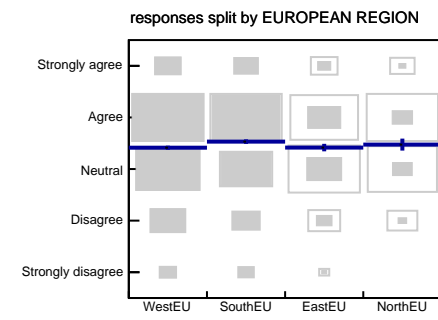 responses split by EUROPEAN REGION
Strongly agree
Agree
Neutral
Disagree
Strongly disagree
WestEU SouthEU EastEU NorthEU